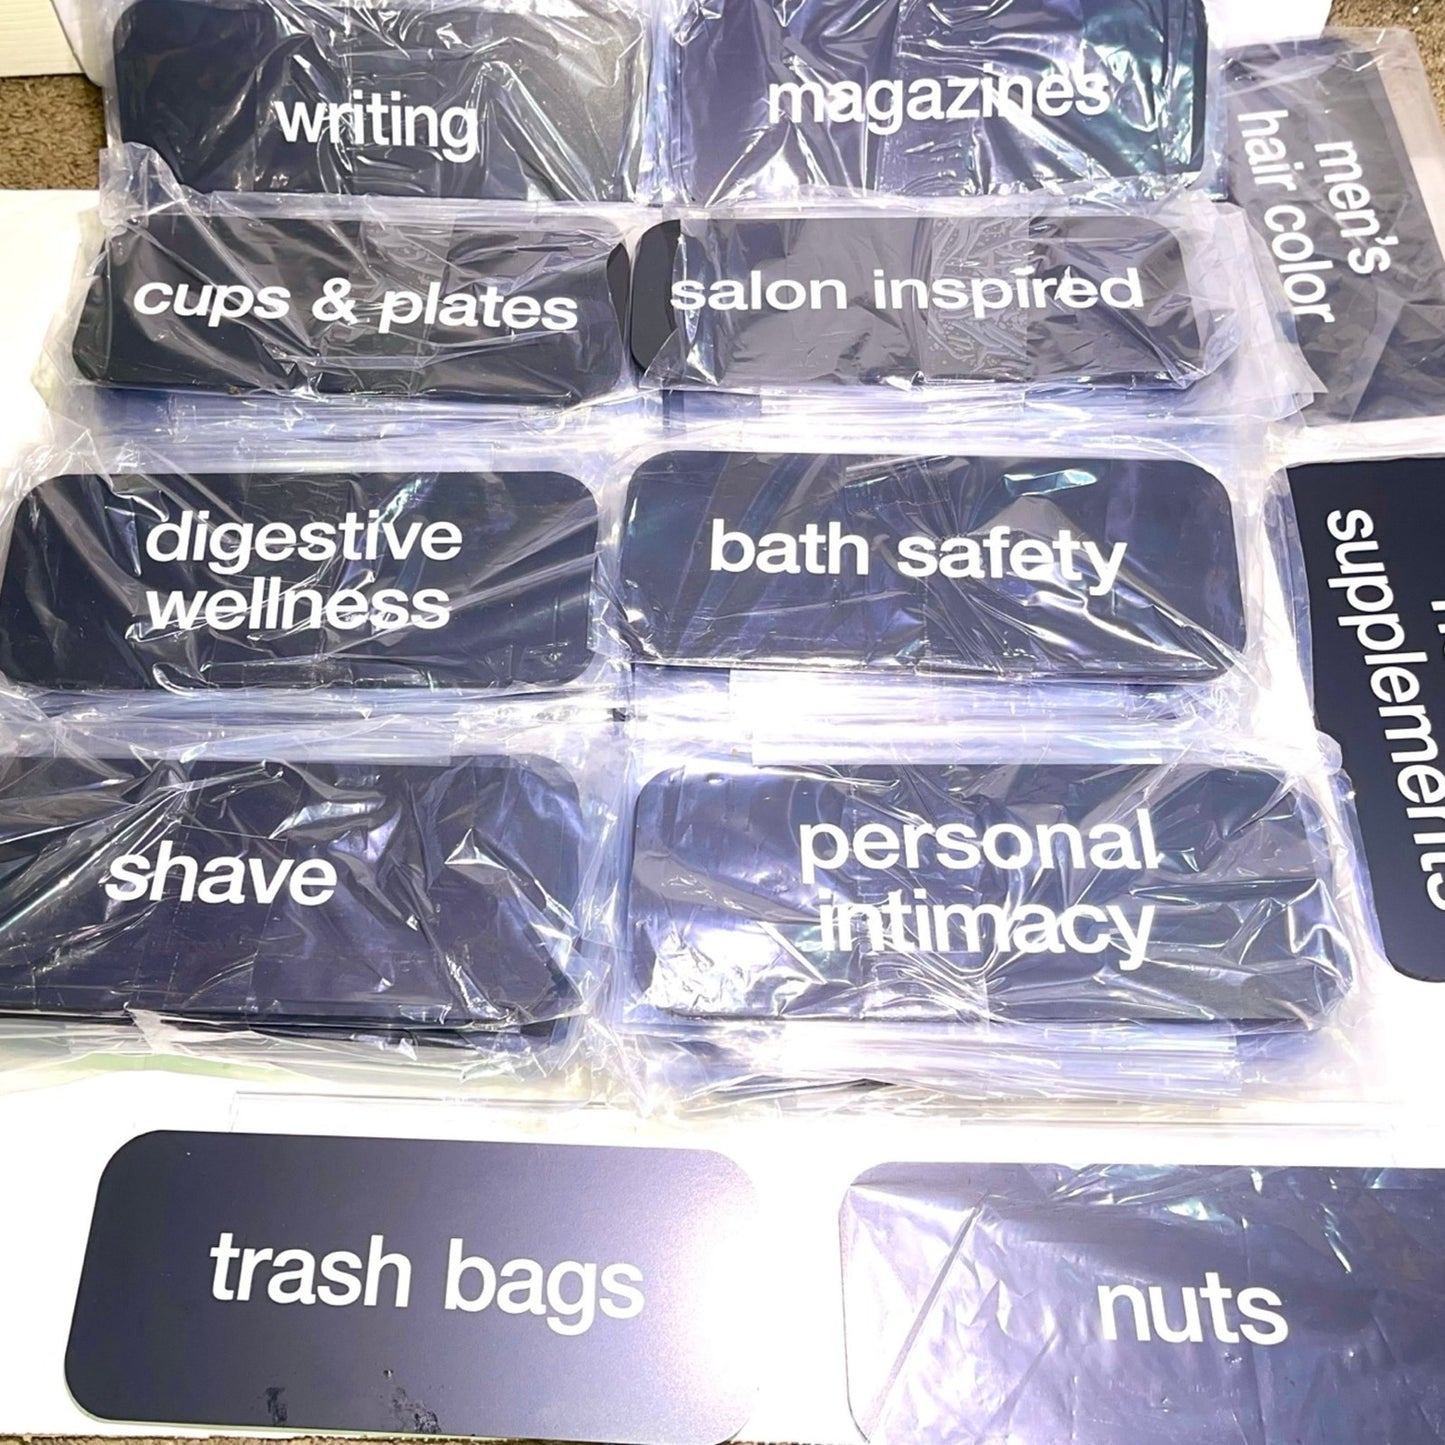 writing
magazines
men's
hair color
cups & plates
salon inspired
digestive
wellness
bath safety
supplements
shave
personal
intimacy
trash bags
nuts